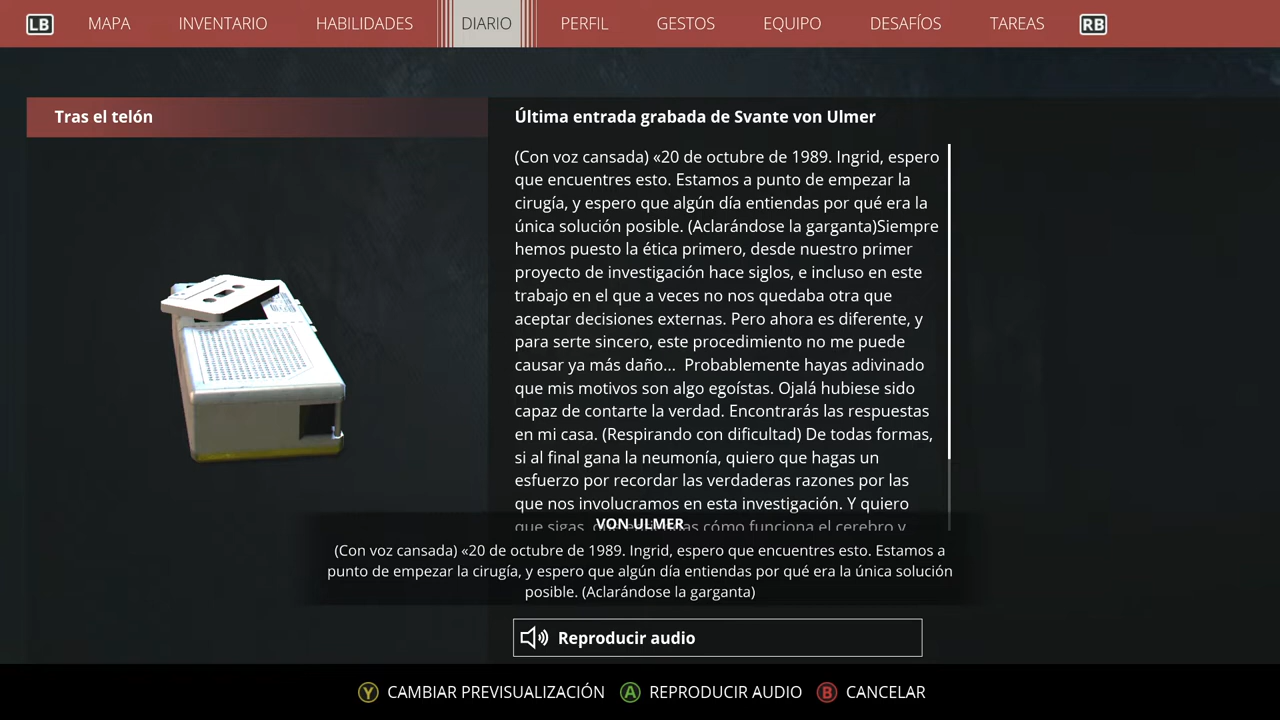 LB MAPA INVENTARIO HABILIDADES DIARIO PERFIL GESTOS EQUIPO DESAFÍOS TAREAS RB
Tras el telón
Última entrada grabada de Svante von Ulmer
(Con voz cansada) «20 de octubre de 1989. Ingrid, espero
que encuentres esto. Estamos a punto de empezar la
cirugía, y espero que algún día entiendas por qué era la
única solución posible. (Aclarándose la garganta)Siempre
hemos puesto la ética primero, desde nuestro primer
proyecto de investigación hace siglos, e incluso en este
trabajo en el que a veces no nos quedaba otra que
aceptar decisiones externas. Pero ahora es diferente, y
para serte sincero, este procedimiento no me puede
causar ya más daño... Probablemente hayas adivinado
que mis motivos son algo egoístas. Ojalá hubiese sido
capaz de contarte la verdad. Encontrarás las respuestas
en mi casa. (Respirando con dificultad) De todas formas,
si al final gana la neumonía, quiero que hagas un
esfuerzo por recordar las verdaderas razones por las
que nos involucramos en esta investigación. Y quiero
que sigas, cómo funciona el cerebro y
VON ULMER
(Con voz cansada) «20 de octubre de 1989. Ingrid, espero que encuentres esto. Estamos a
punto de empezar la cirugía, y espero que algún día entiendas por qué era la única solución
posible. (Aclarándose la garganta)
Reproducir audio
Y CAMBIAR PREVISUALIZACIÓN A REPRODUCIR AUDIO B CANCELAR